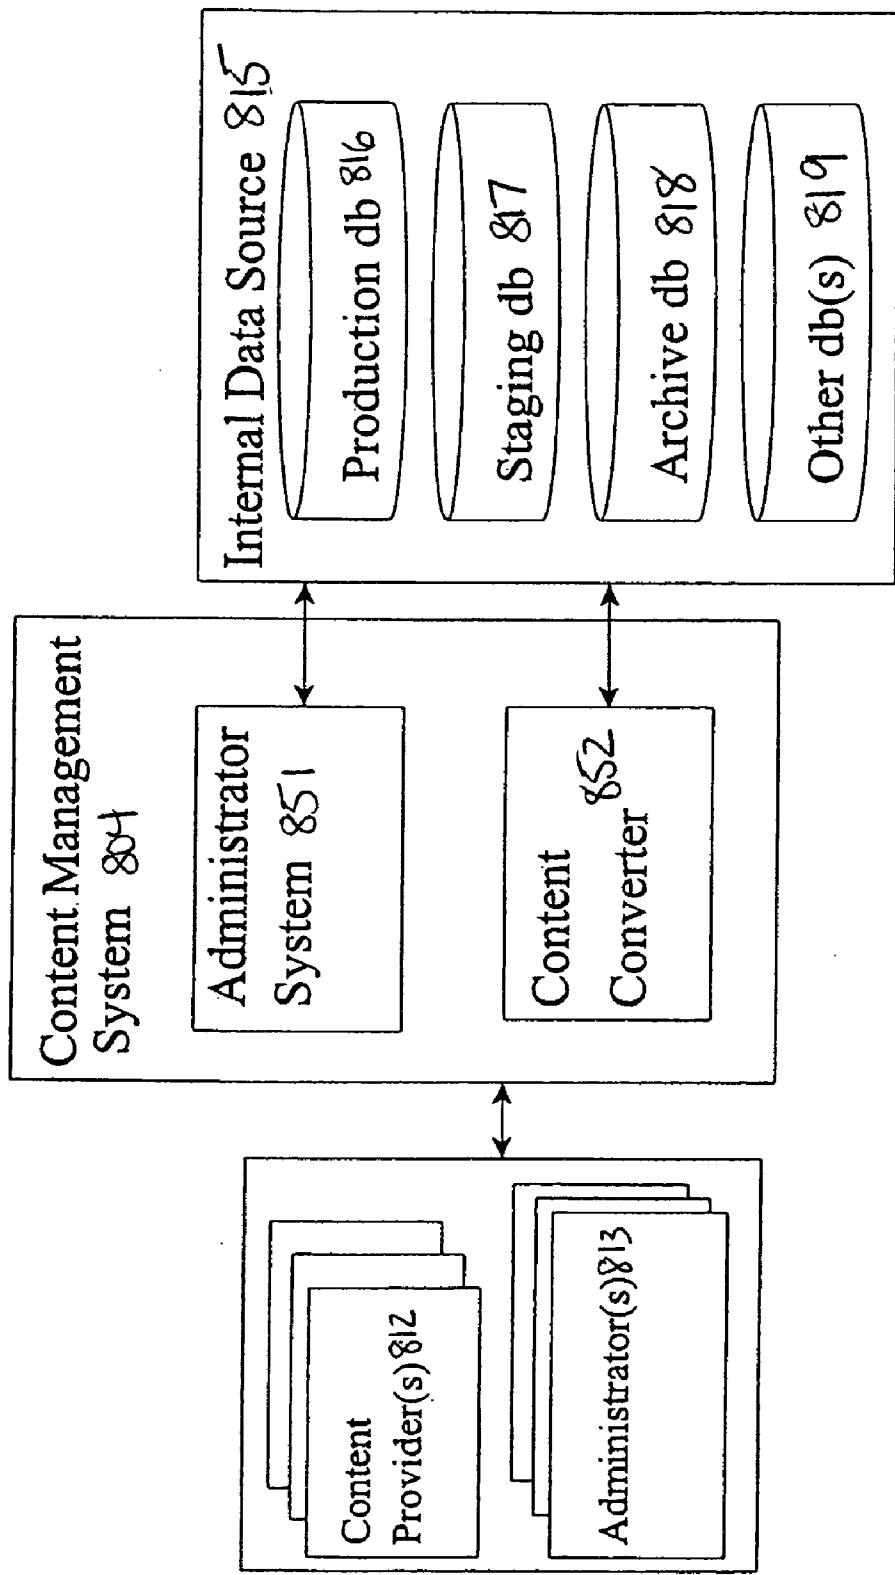 Content
Provider(s) 812
Administrator(s) 813
Content Management
System 804
Administrator
System 851
Content
Converter 852
Internal Data Source 815
Production db 816
Staging db 817
Archive db 818
Other db(s) 819